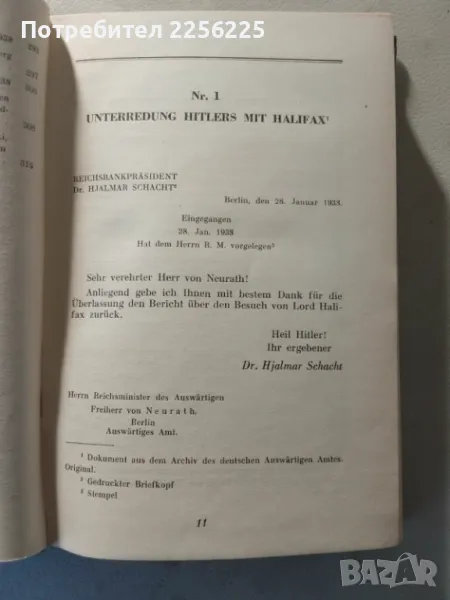 Потребител 2256225
Nr. 1
UNTERREDUNG HITLERS MIT HALIFAX¹
REICHSBANKPRÄSIDENT
Dr. HJALMAR SCHACHT²
Berlin, den 26. Januar 1938.
Eingegangen
28. Jan. 1938
Hat dem Herrn R. M. vorgelegen³
Sehr verehrter Herr von Neurath!
Anliegend gebe ich Ihnen mit bestem Dank für die
Überlassung den Bericht über den Besuch von Lord Hali-
fax zurück.
Heil Hitler!
Ihr ergebener
Dr. Hjalmar Schacht
Herrn Reichsminister des Auswärtigen
Freiherr von Neurath.
Berlin
Auswärtiges Amt.
¹ Dokument aus dem Archiv des deutschen Auswärtigen Amtes.
Original.
² Gedruckter Briefkopf
³ Stempel
11
BAZAR